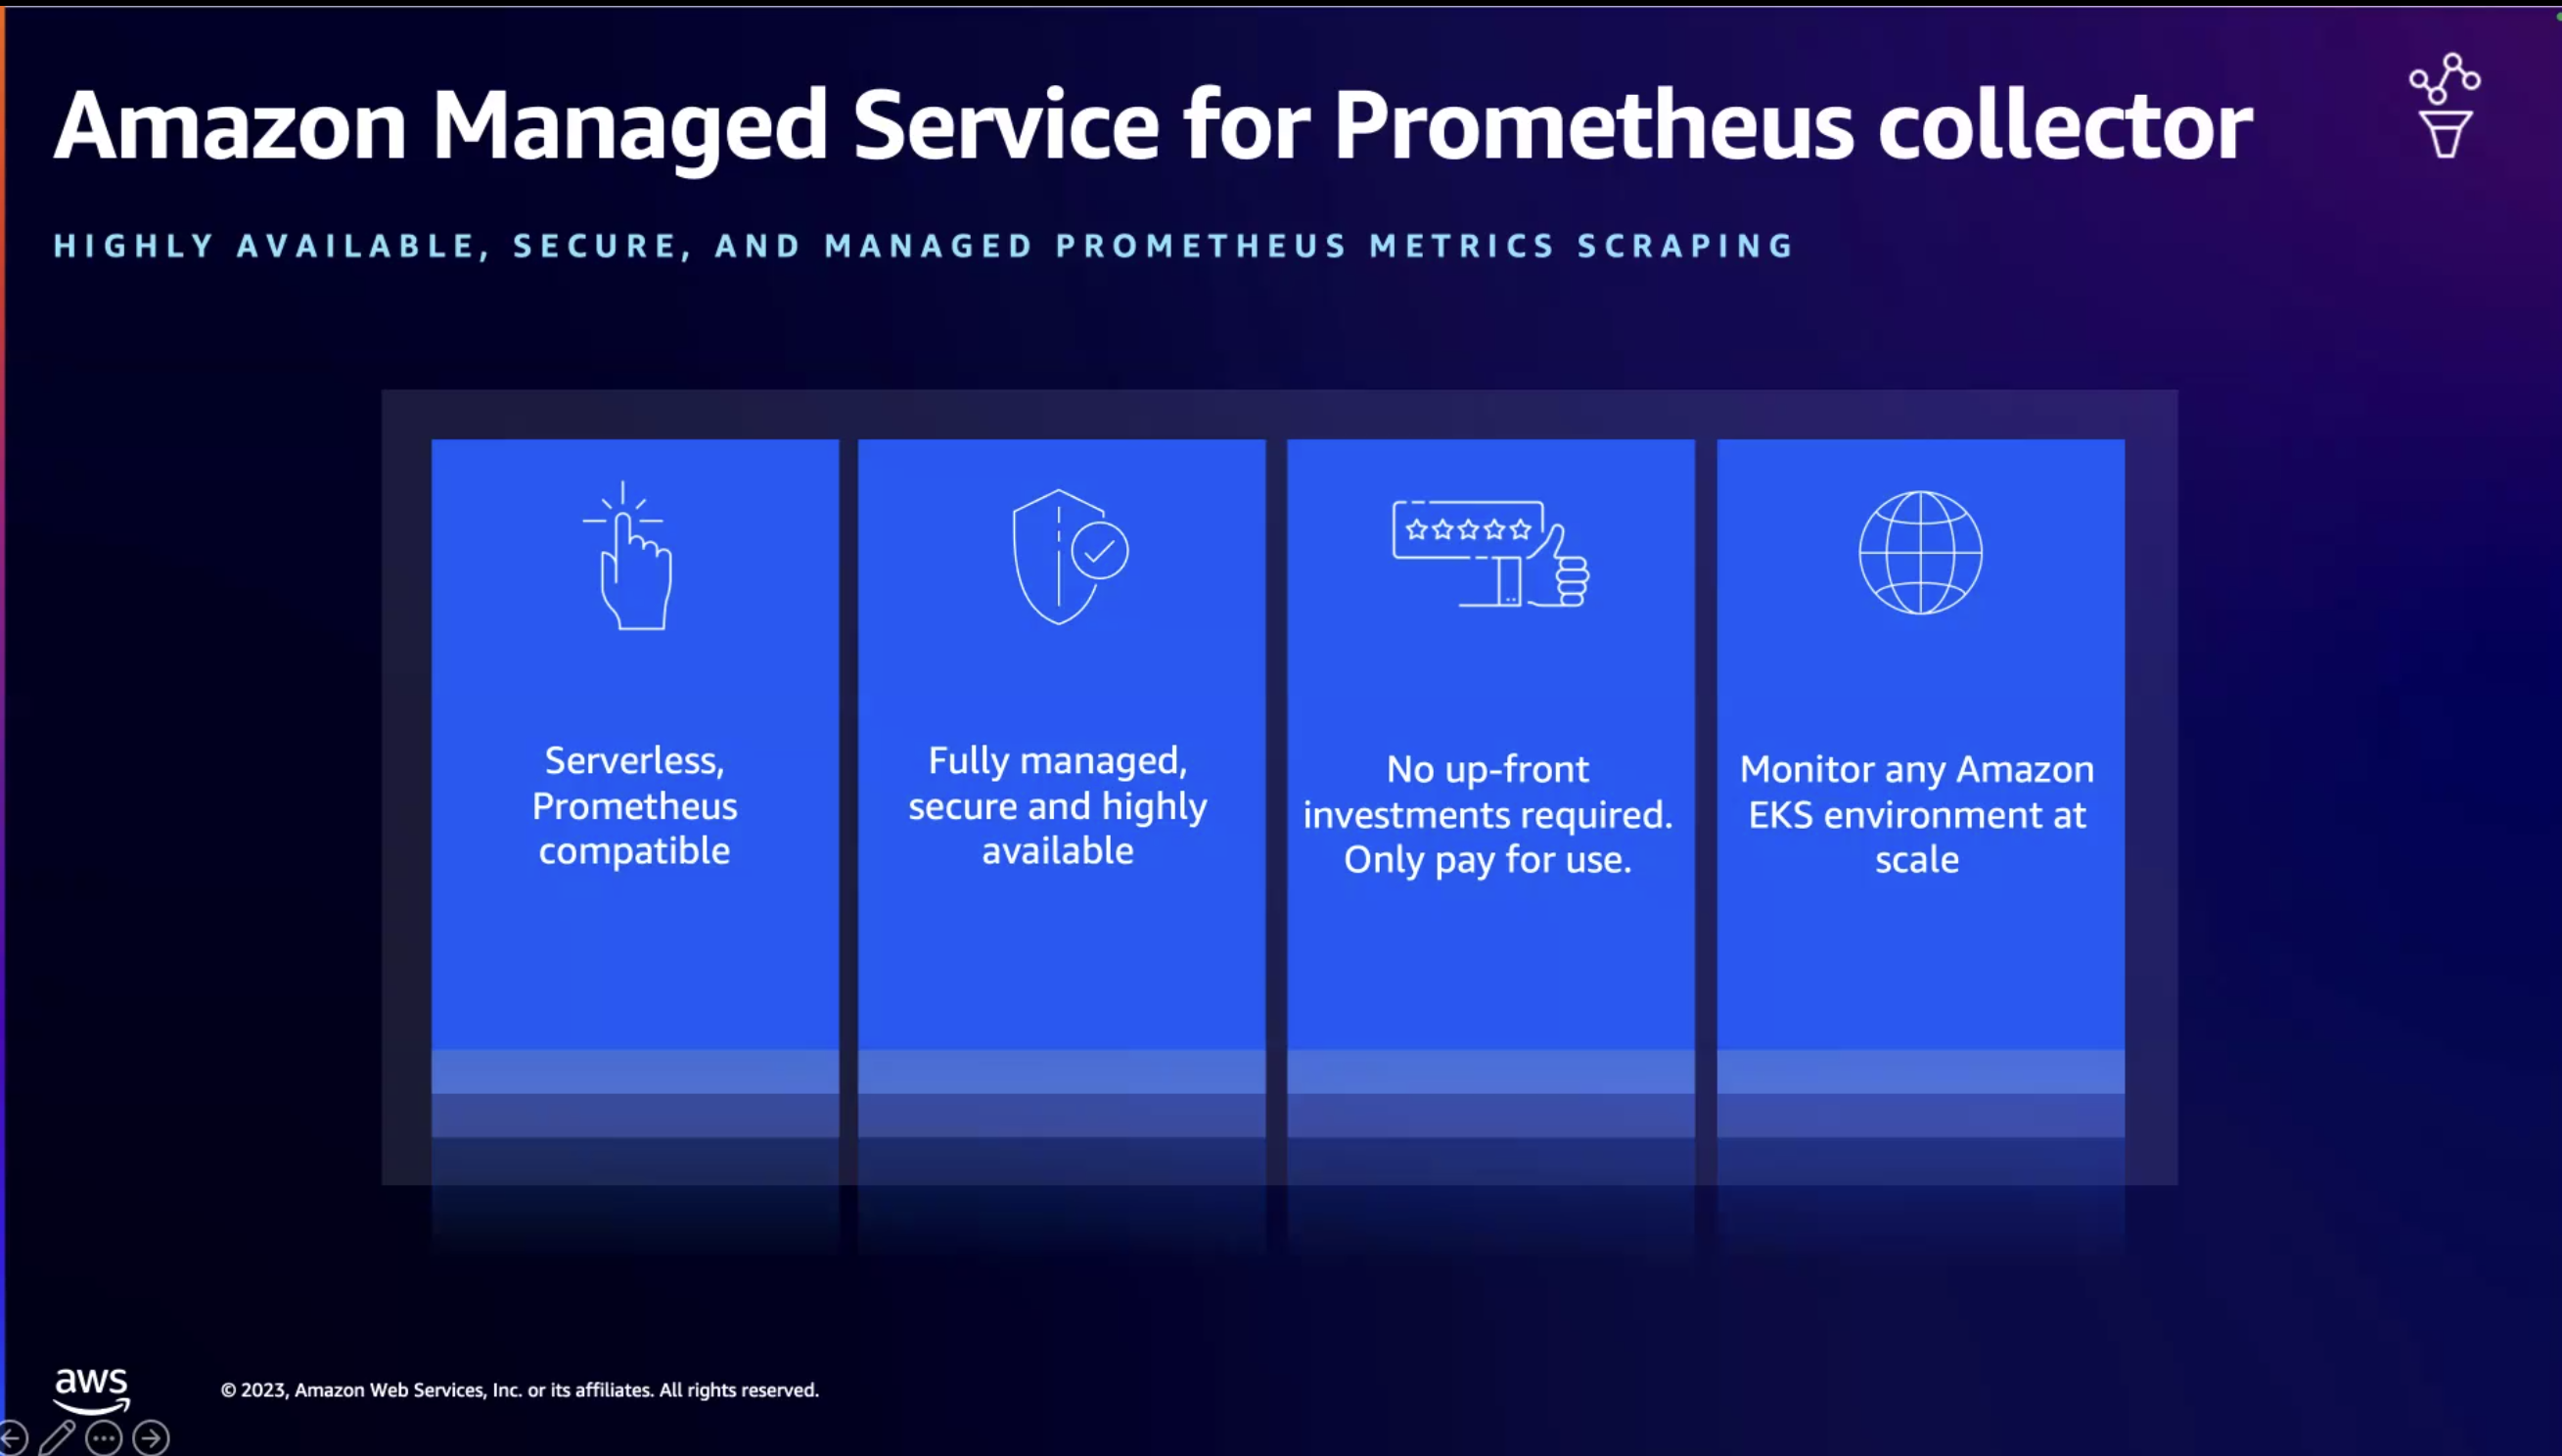 Amazon Managed Service for Prometheus collector
HIGHLY AVAILABLE, SECURE, AND MANAGED PROMETHEUS METRICS SCRAPING
Serverless,
Prometheus
compatible
Fully managed,
secure and highly
available
No up-front
investments required.
Only pay for use.
Monitor any Amazon
EKS environment at
scale
aws
© 2023, Amazon Web Services, Inc. or its affiliates. All rights reserved.